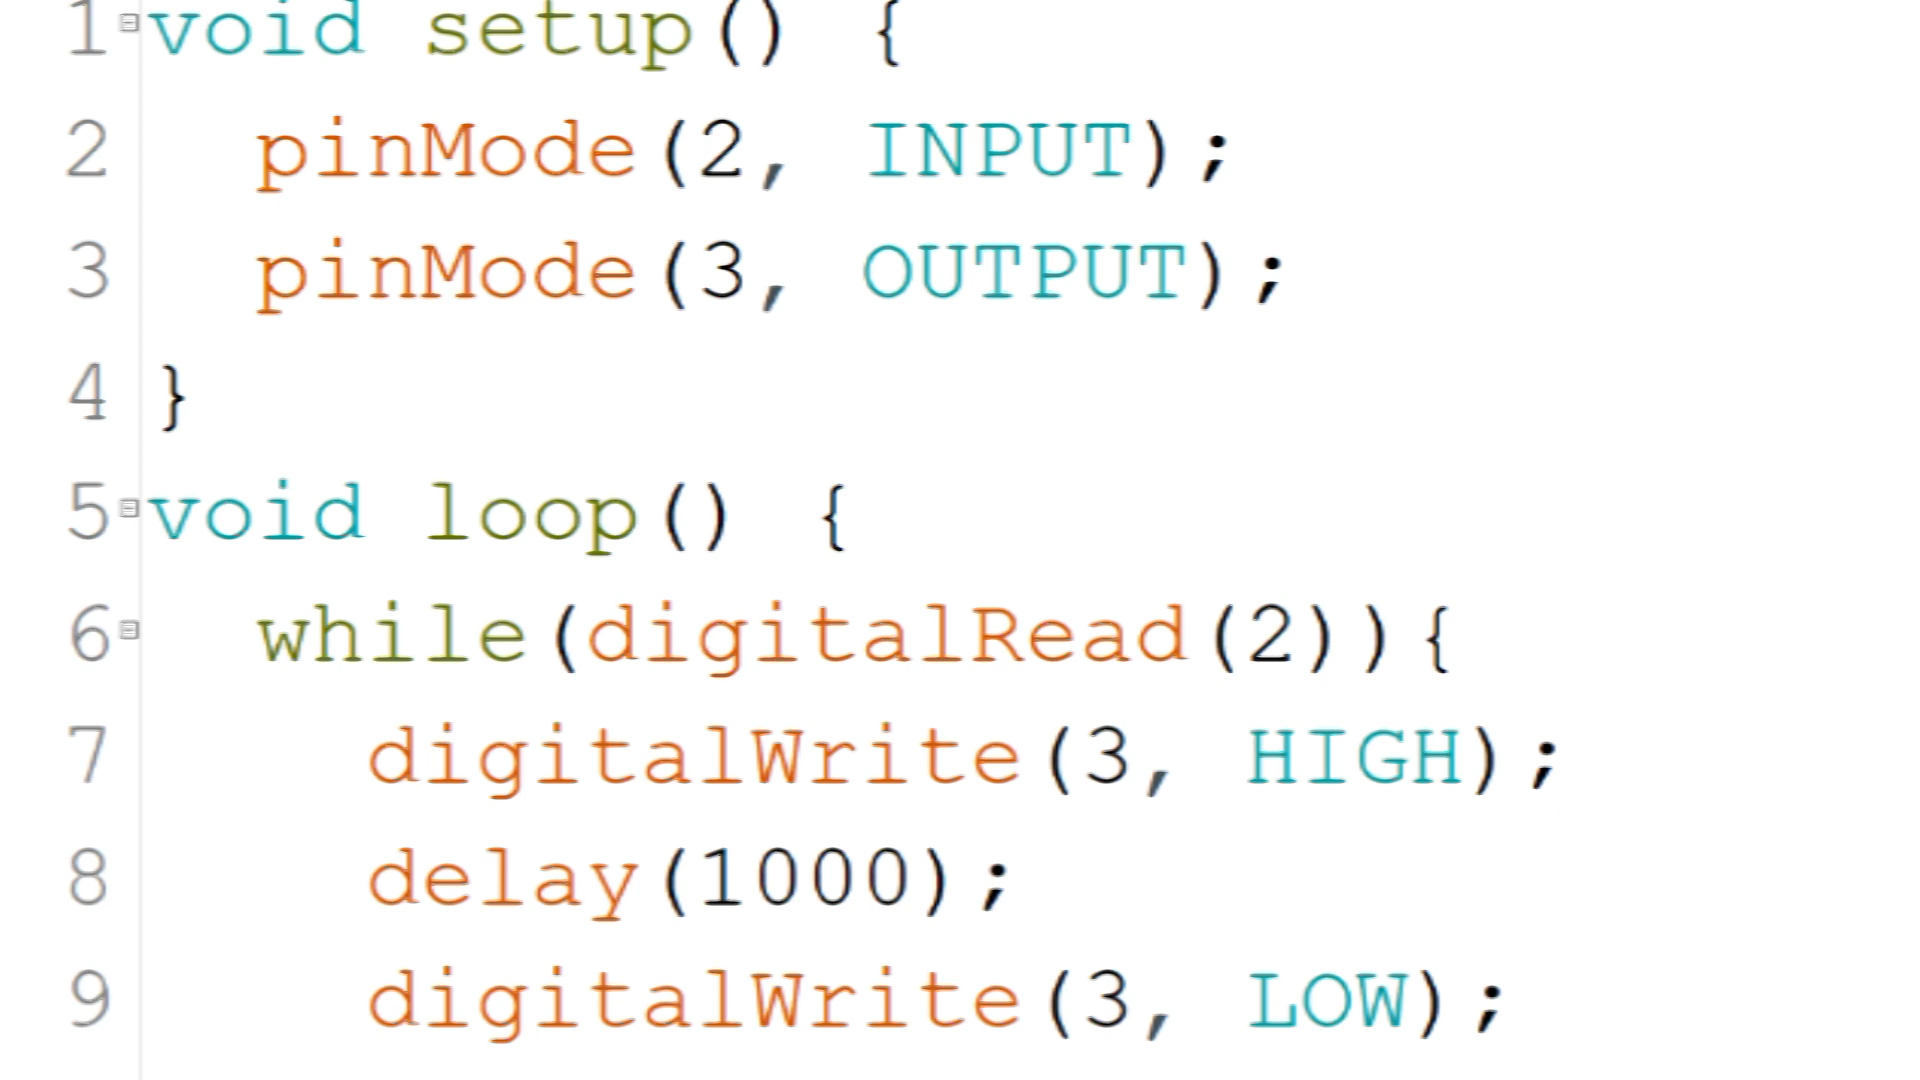 1 void setup() {
2   pinMode(2, INPUT);
3   pinMode(3, OUTPUT);
4 }
5 void loop() {
6   while(digitalRead(2)){
7     digitalWrite(3, HIGH);
8     delay(1000);
9     digitalWrite(3, LOW);